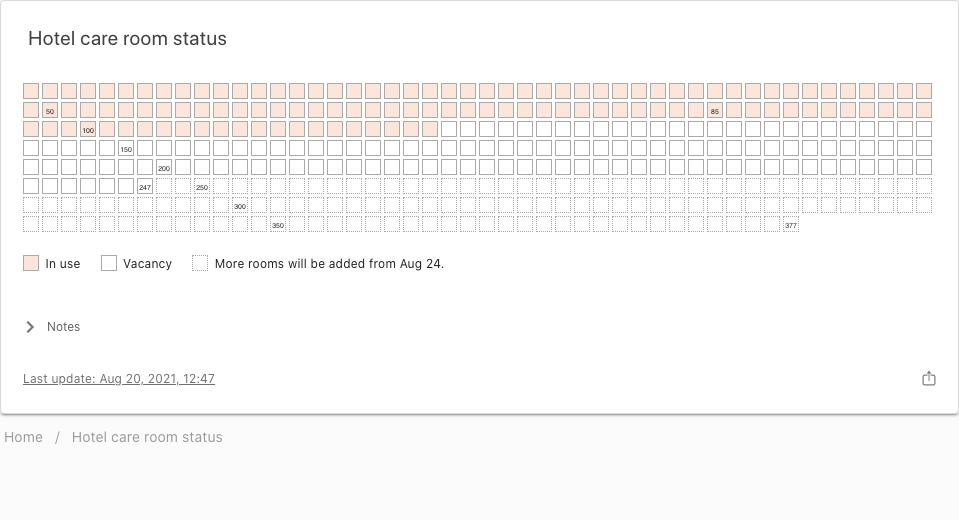 Hotel care room status
50 85
100
150
200
247 250
300
350 377
In use Vacancy More rooms will be added from Aug 24.
Notes
Last update: Aug 20, 2021, 12:47
Home / Hotel care room status